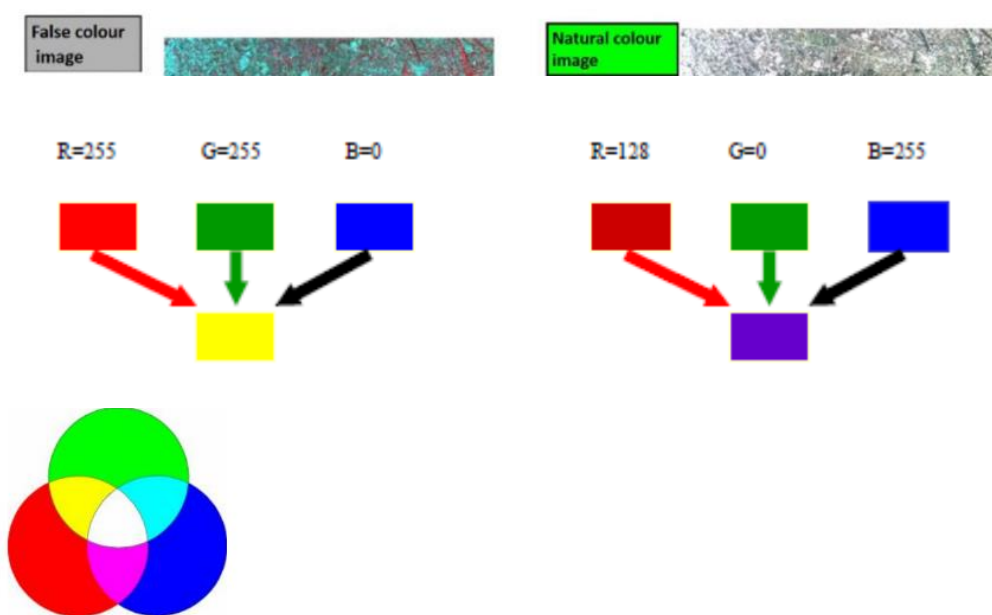 False colour
image
Natural colour
image
R=255 G=255 B=0
R=128 G=0 B=255